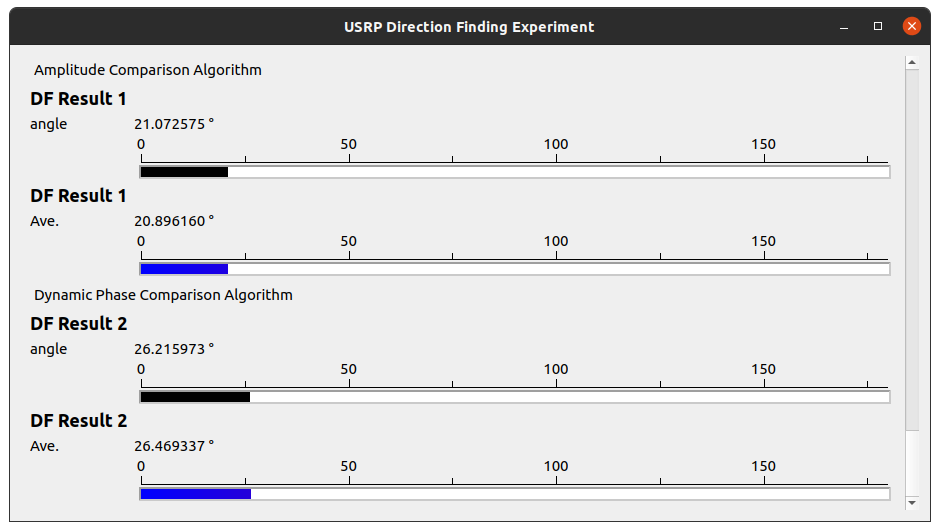 USRP Direction Finding Experiment
Amplitude Comparison Algorithm
DF Result 1
angle 21.072575 °
0 50 100 150
DF Result 1
Ave. 20.896160 °
0 50 100 150
Dynamic Phase Comparison Algorithm
DF Result 2
angle 26.215973 °
0 50 100 150
DF Result 2
Ave. 26.469337 °
0 50 100 150